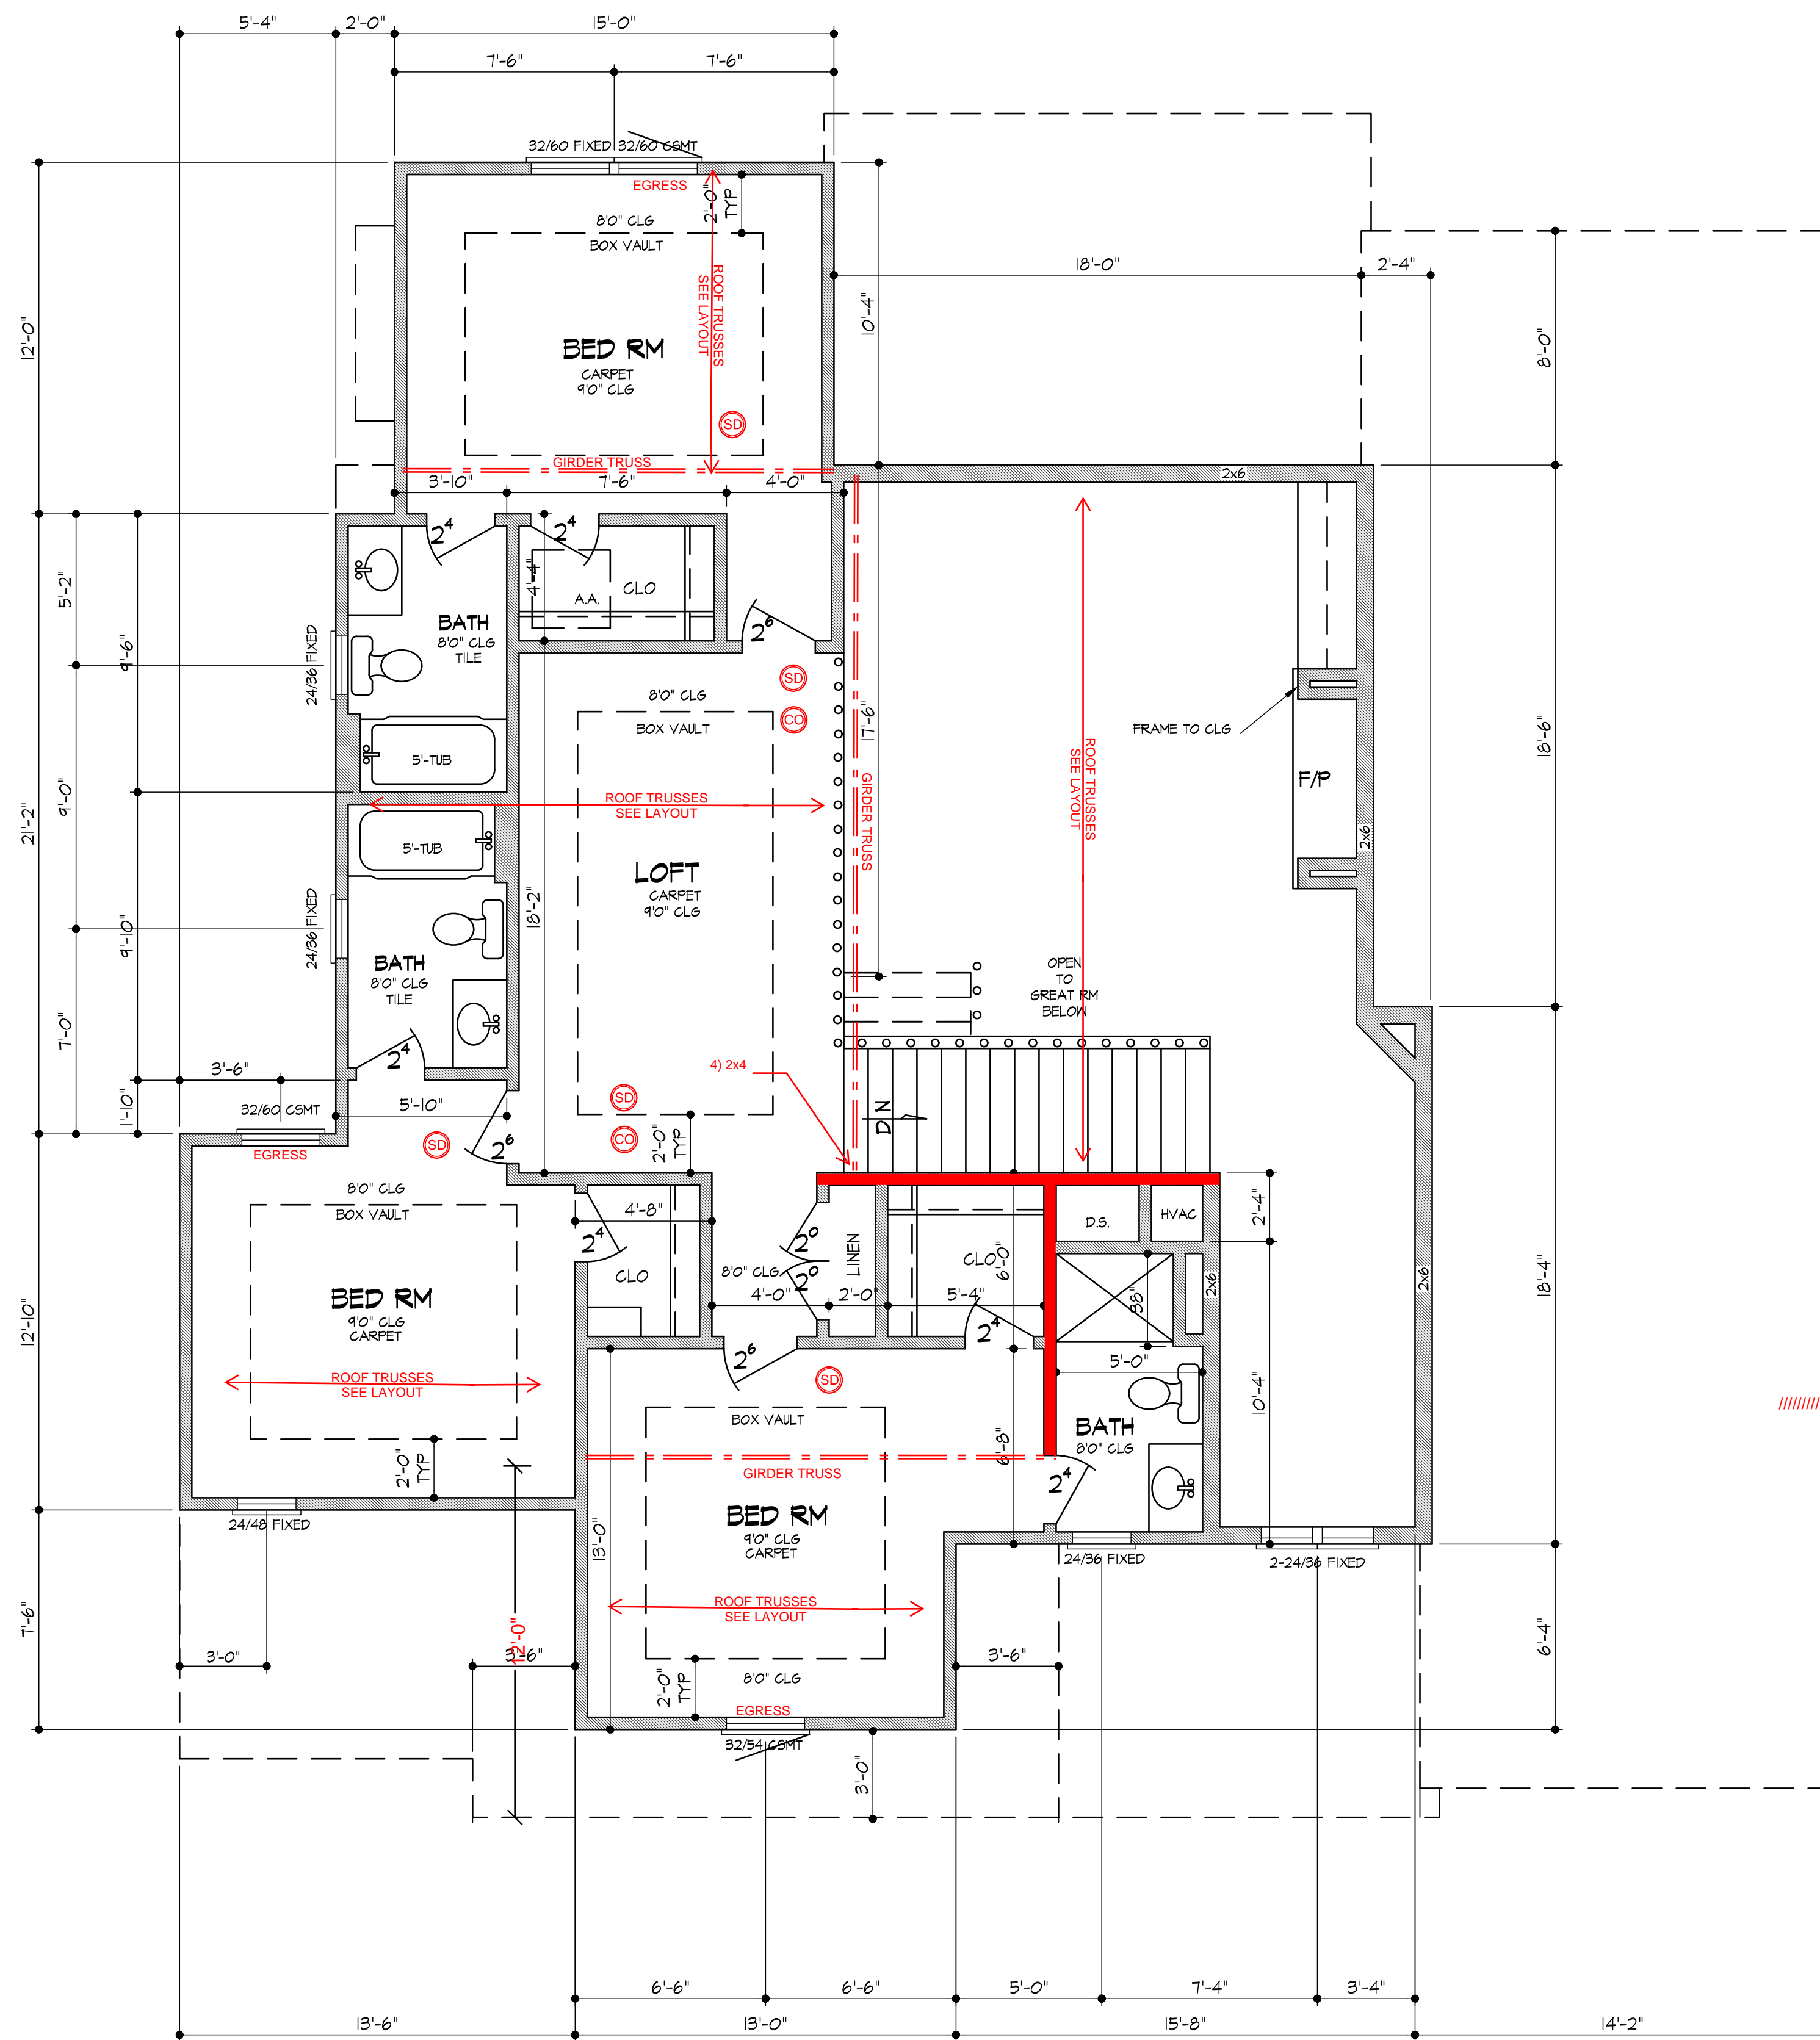 5'-4" 2'-0" 15'-0"
7'-6" 7'-6"
32/60 FIXED 32/60 CSMT
EGRESS
2'-0"
TYP
8'0" CLG
BOX VAULT
ROOF TRUSSES
SEE LAYOUT
18'-0" 2'-4"
10'-4"
12'-0"
8'-0"
BED RM
CARPET
9'0" CLG
SD
GIRDER TRUSS
3'-10" 7'-6" 4'-0"
2x6
2⁴ 2⁴
4'-4"
A.A. CLO
5'-2"
9'-6"
24/36 FIXED
BATH
8'0" CLG
TILE
2⁶
SD
CO
8'0" CLG
BOX VAULT
17'-6"
FRAME TO CLG
18'-6"
5'-TUB
ROOF TRUSSES
SEE LAYOUT
GIRDER TRUSS
ROOF TRUSSES
SEE LAYOUT
F/P
2x6
21'-2"
9'-0"
5'-TUB
LOFT
CARPET
9'0" CLG
18'-2"
24/36 FIXED
9'-10"
BATH
8'0" CLG
TILE
OPEN
TO
GREAT RM
BELOW
7'-0"
2⁴
4) 2x4
3'-6"
1'-10"
32/60 CSMT
5'-10"
SD
CO
DN
EGRESS
SD
2⁶
2'-0"
TYP
8'0" CLG
BOX VAULT
4'-8"
2⁴
CLO
2⁰
2⁰
LINEN
8'0" CLG
CLO
6'-0"
D.S. HVAC
2'-4"
2x6
2x6
18'-4"
38"
4'-0" 2'-0" 5'-4"
12'-10"
BED RM
9'0" CLG
CARPET
2⁶
2⁴
5'-0"
ROOF TRUSSES
SEE LAYOUT
SD
10'-4"
BOX VAULT
BATH
8'0" CLG
6'-8"
2'-0"
TYP
GIRDER TRUSS
2⁴
24/48 FIXED
BED RM
9'0" CLG
CARPET
13'-0"
24/36 FIXED
2-24/36 FIXED
ROOF TRUSSES
SEE LAYOUT
7'-6"
12'-0"
6'-4"
3'-0" 3'-6" 3'-6"
2'-0"
TYP
8'0" CLG
EGRESS
32/54 CSMT
3'-0"
6'-6" 6'-6" 5'-0" 7'-4" 3'-4"
13'-6" 13'-0" 15'-8" 14'-2"